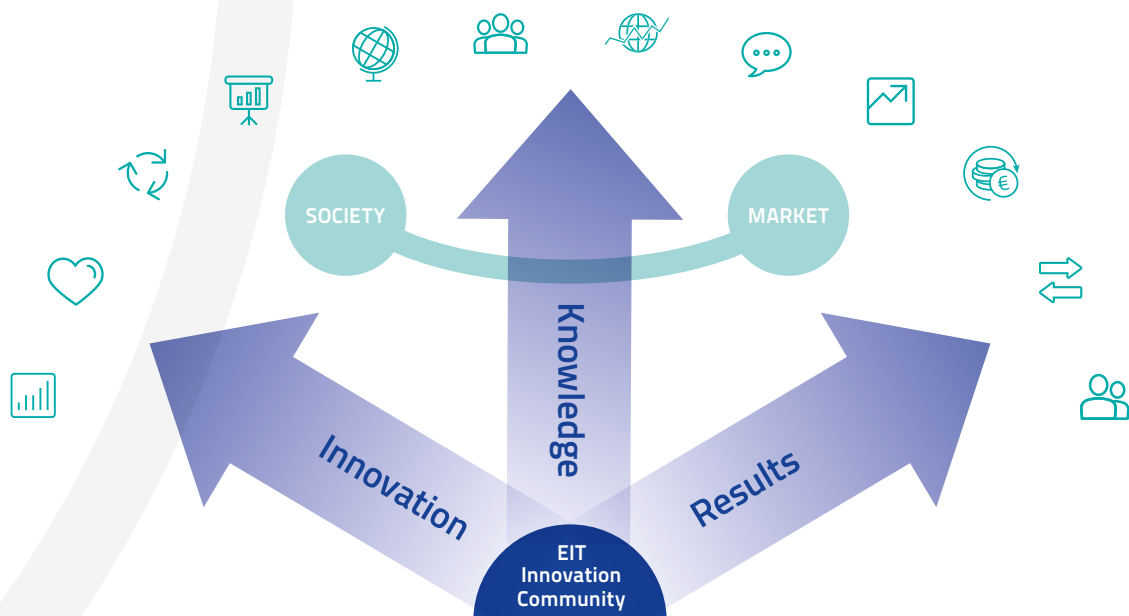 SOCIETY
MARKET
Knowledge
Innovation
Results
EIT
Innovation
Community
€